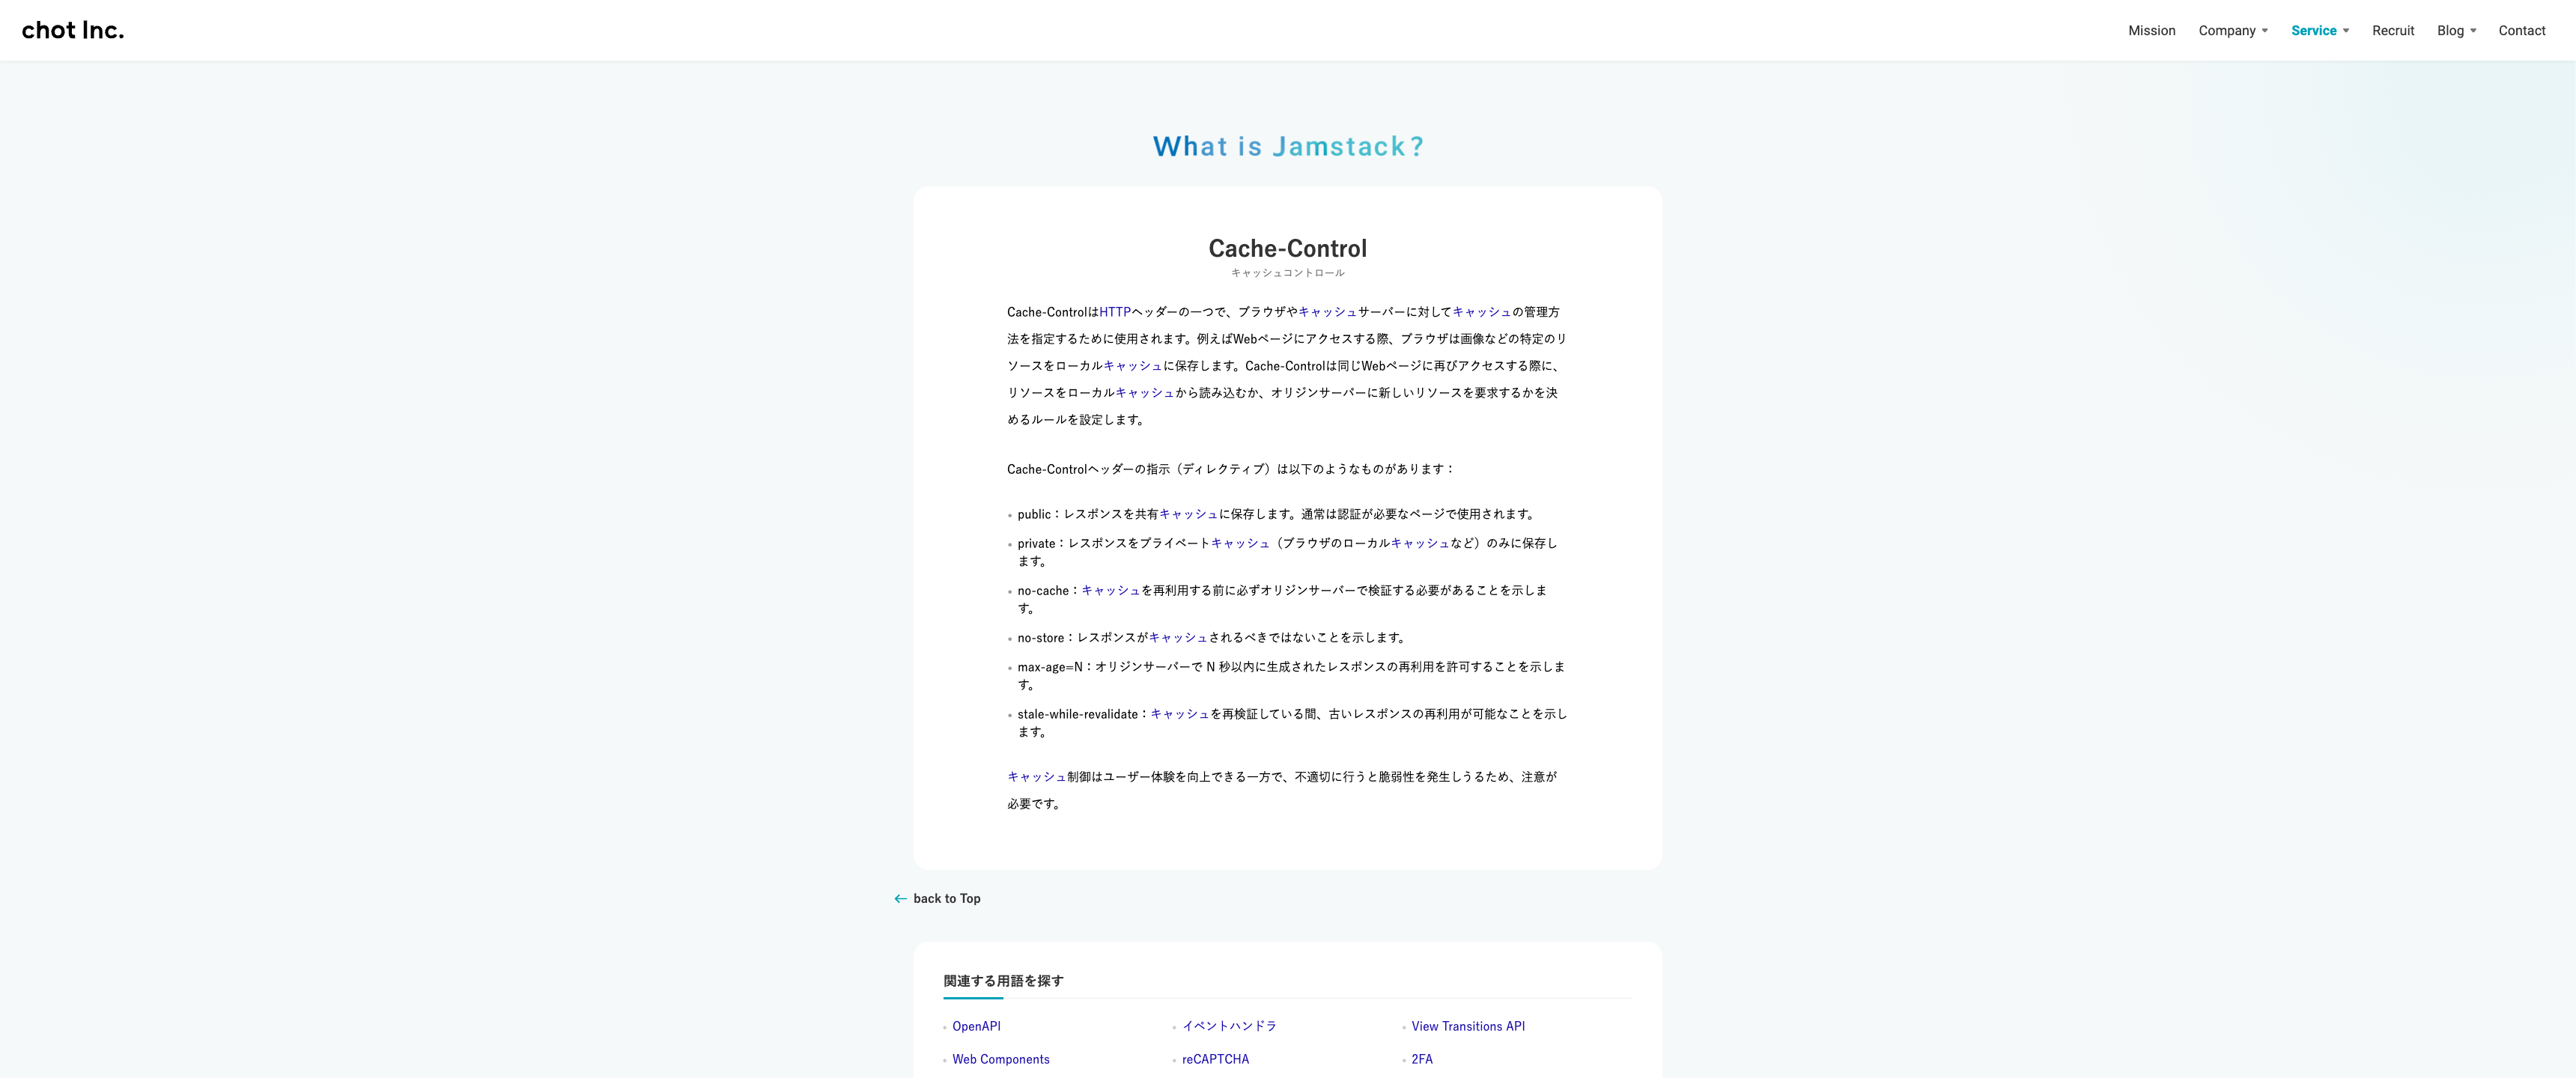 chot Inc.
Mission Company Service Recruit Blog Contact
What is Jamstack?
Cache-Control
キャッシュコントロール
Cache-ControlはHTTPヘッダーの一つで、ブラウザやキャッシュサーバーに対してキャッシュの管理方
法を指定するために使用されます。例えばWebページにアクセスする際、ブラウザは画像などの特定のリ
ソースをローカルキャッシュに保存します。Cache-Controlは同じWebページに再びアクセスする際に、
リソースをローカルキャッシュから読み込むか、オリジンサーバーに新しいリソースを要求するかを決
めるルールを設定します。
Cache-Controlヘッダーの指示（ディレクティブ）は以下のようなものがあります：
public：レスポンスを共有キャッシュに保存します。通常は認証が必要なページで使用されます。
private：レスポンスをプライベートキャッシュ（ブラウザのローカルキャッシュなど）のみに保存し
ます。
no-cache：キャッシュを再利用する前に必ずオリジンサーバーで検証する必要があることを示しま
す。
no-store：レスポンスがキャッシュされるべきではないことを示します。
max-age=N：オリジンサーバーで N 秒以内に生成されたレスポンスの再利用を許可することを示しま
す。
stale-while-revalidate：キャッシュを再検証している間、古いレスポンスの再利用が可能なことを示し
ます。
キャッシュ制御はユーザー体験を向上できる一方で、不適切に行うと脆弱性を発生しうるため、注意が
必要です。
back to Top
関連する用語を探す
OpenAPI イベントハンドラ View Transitions API
Web Components reCAPTCHA 2FA